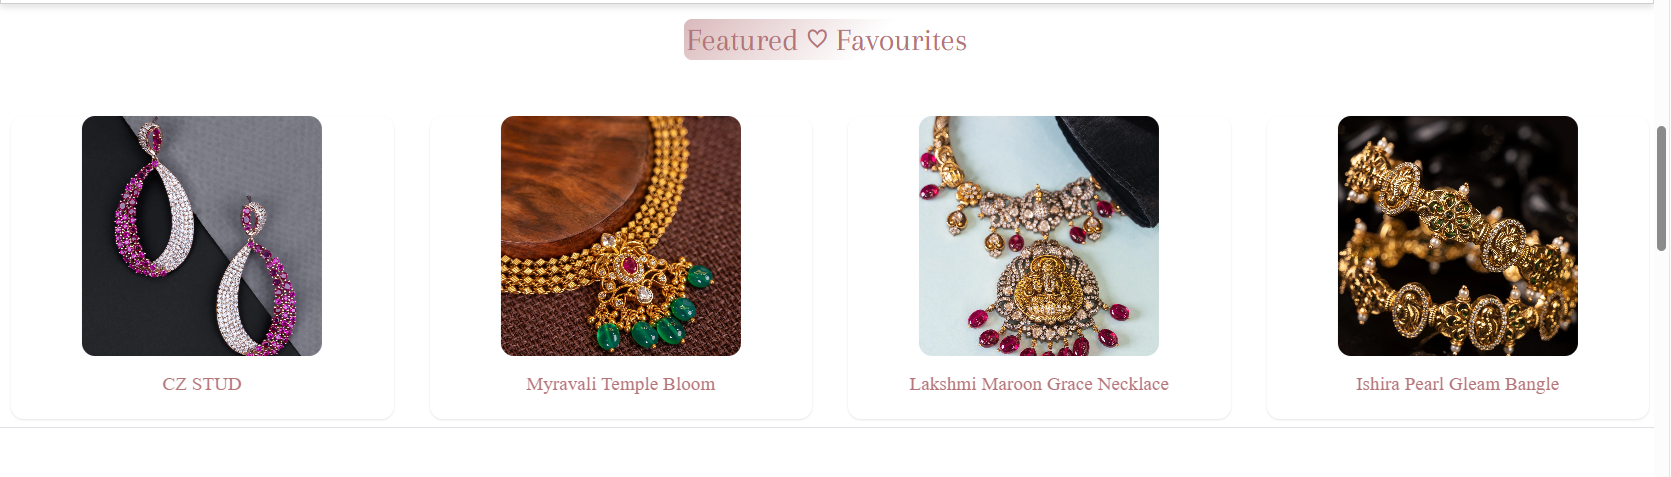 Featured ♡ Favourites
CZ STUD
Myravali Temple Bloom
Lakshmi Maroon Grace Necklace
Ishira Pearl Gleam Bangle